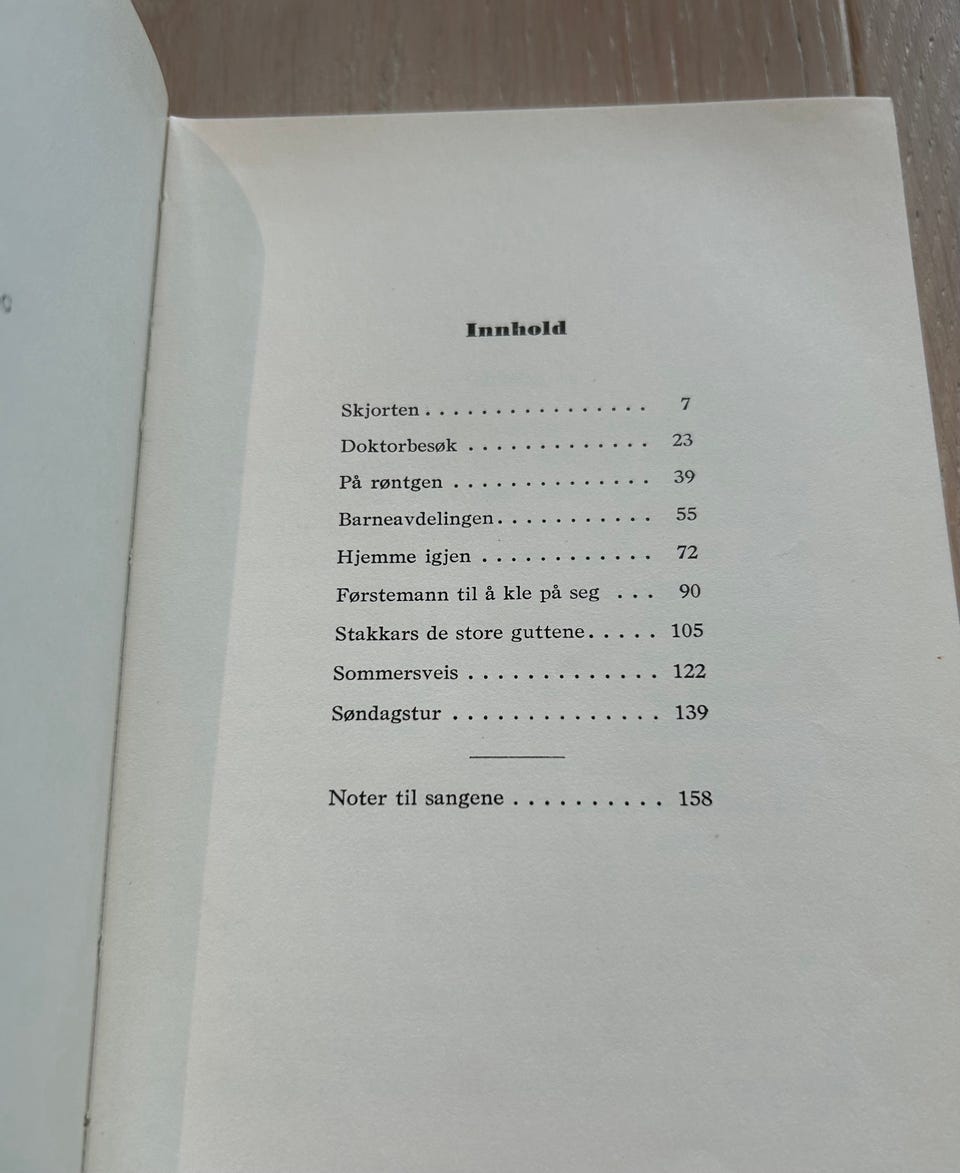 Innhold
Skjorten . . . . . . . . . . . . . . . . 7
Doktorbesøk . . . . . . . . . . . . . 23
På røntgen . . . . . . . . . . . . . . 39
Barneavdelingen . . . . . . . . . . . 55
Hjemme igjen . . . . . . . . . . . . 72
Førstemann til å kle på seg . . . 90
Stakkars de store guttene . . . . . 105
Sommersveis . . . . . . . . . . . . . 122
Søndagstur . . . . . . . . . . . . . . 139
Noter til sangene . . . . . . . . . . 158